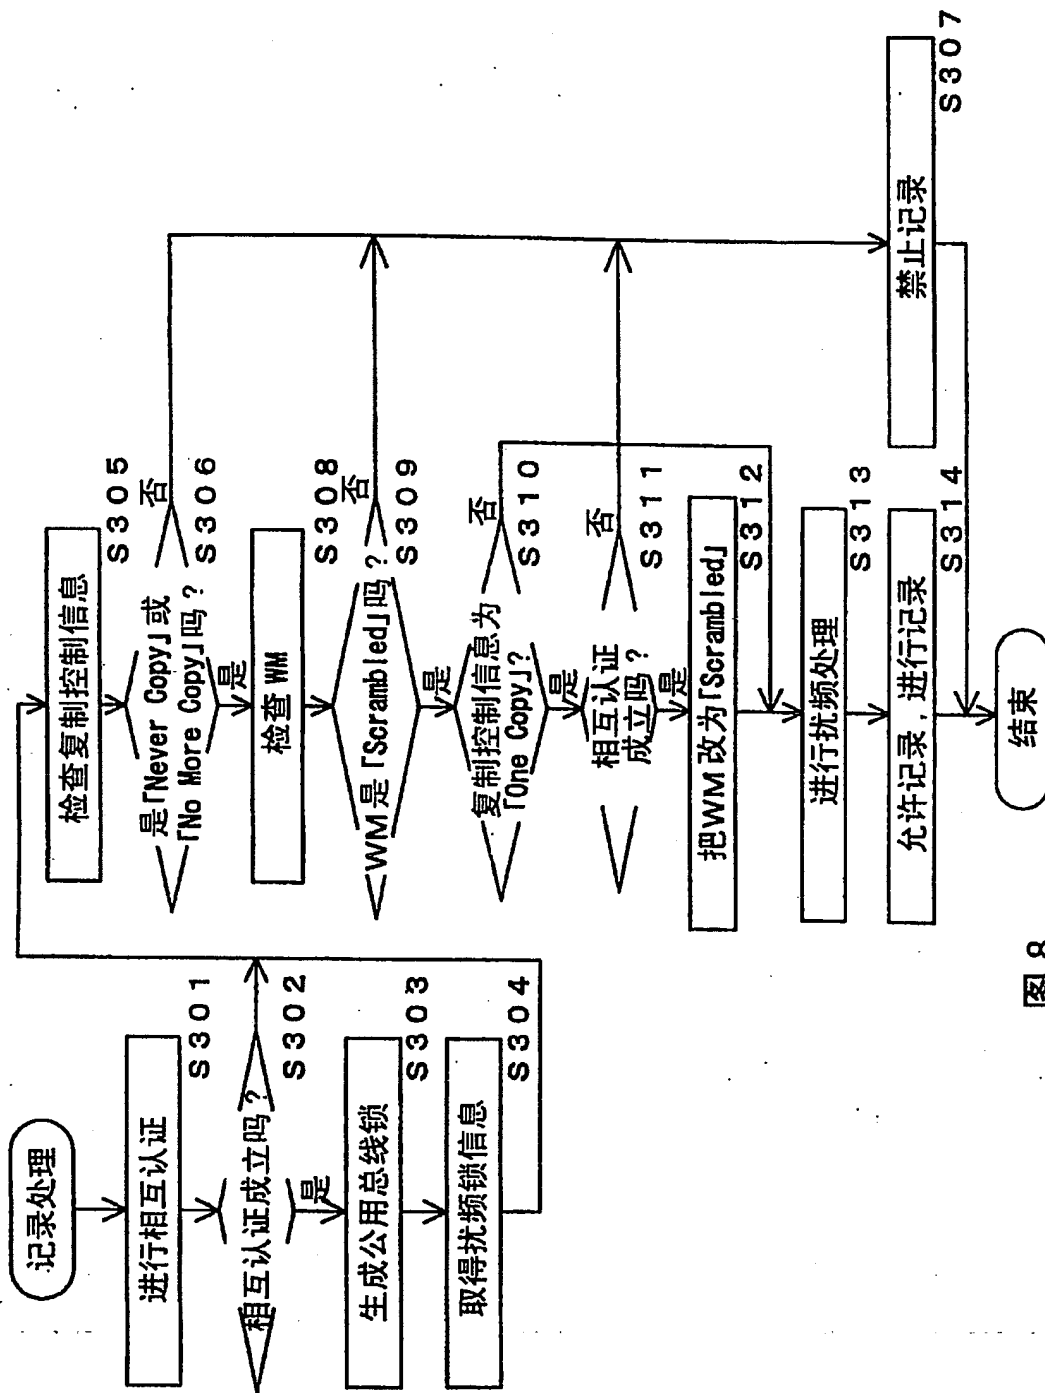 记录处理
进行相互认证
S301
相互认证成立吗？
S302
是
生成公用总线锁
S303
取得扰频锁信息
S304
检查复制控制信息
S305
是「Never Copy」或
「No More Copy」吗？
否
S306
是
检查WM
S308
WM是「Scrambled」吗？
否
S309
是
复制控制信息为
「One Copy」？
否
S310
是
相互认证
成立吗？
否
S311
是
把WM改为「Scrambled」
S312
进行扰频处理
S313
允许记录，进行记录
S314
禁止记录
S307
结束
图8